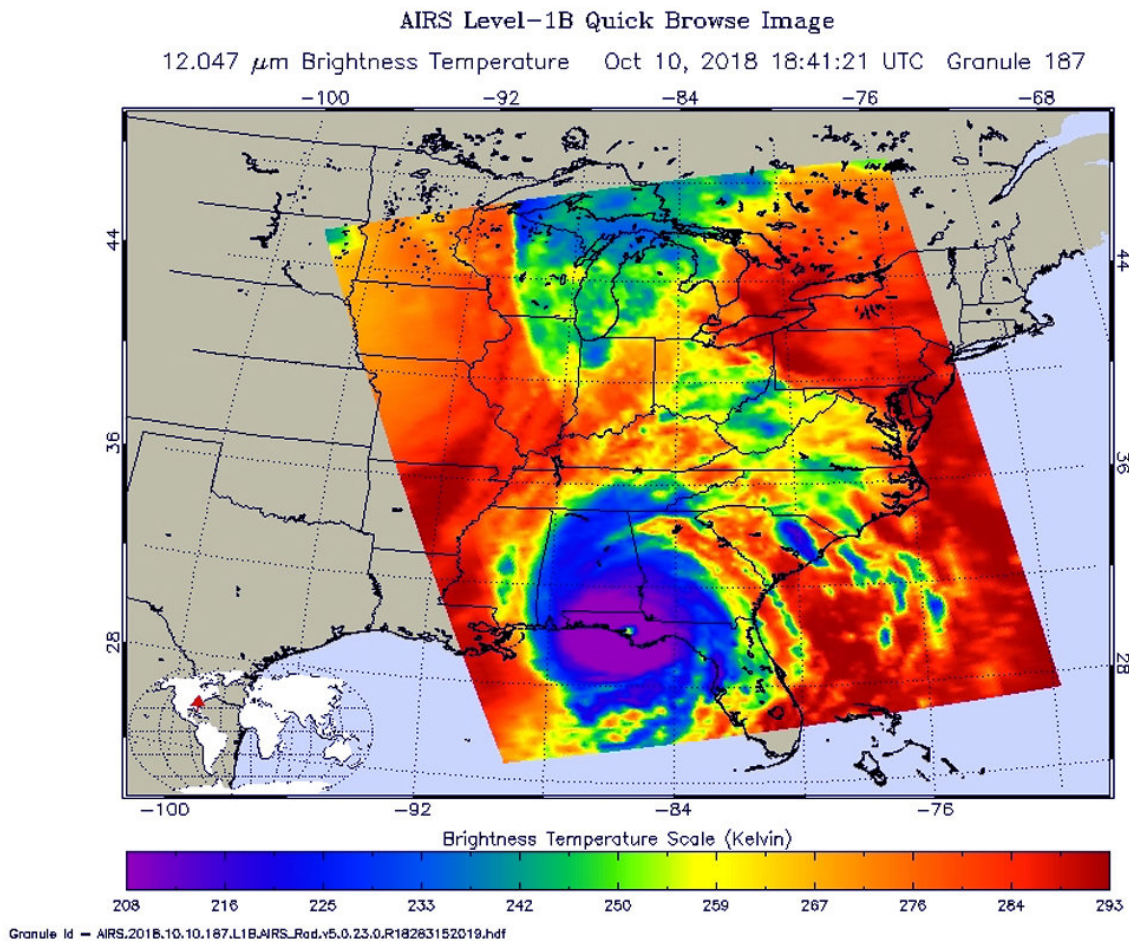 AIRS Level-1B Quick Browse Image
12.047 μm Brightness Temperature Oct 10, 2018 18:41:21 UTC Granule 187
-100 -92 -84 -76 -68
44 44
36 36
28 28
-100 -92 -84 -76
Brightness Temperature Scale (Kelvin)
208 216 225 233 242 250 259 267 276 284 293
Granule Id - AIRS.2018.10.10.187.L1B.AIRS_Rad.v5.0.23.0.R18283152019.hdf